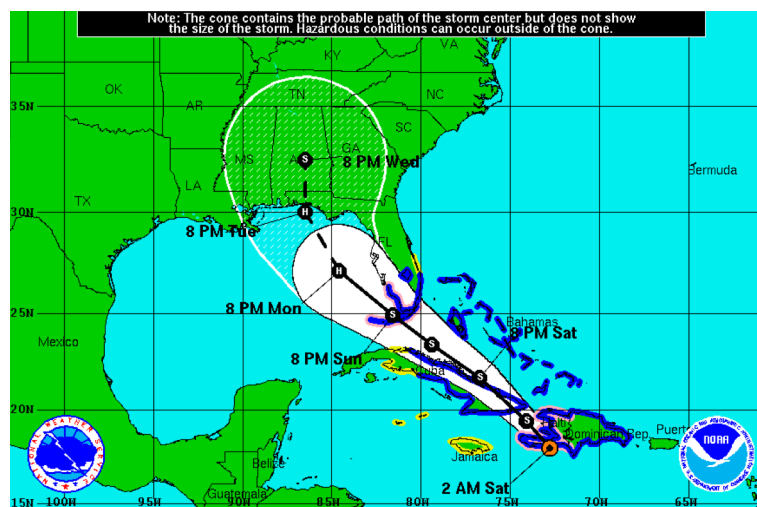 Note: The cone contains the probable path of the storm center but does not show
the size of the storm. Hazardous conditions can occur outside of the cone.
VA
KY
OK
TN
NC
35N
AR
SC
MS
GA
8 PM Wed
Bermuda
LA
TX
30N
8 PM Tue
FL
H
S
25N
8 PM Mon
Bahamas
8 PM Sat
Mexico
8 PM Sun
Cuba
20N
Haiti
Dominican Rep.
Puert
NOAA
Jamaica
Belize
2 AM Sat
Guatemala
15N
100W
95W
90W
85W
80W
75W
70W
65W